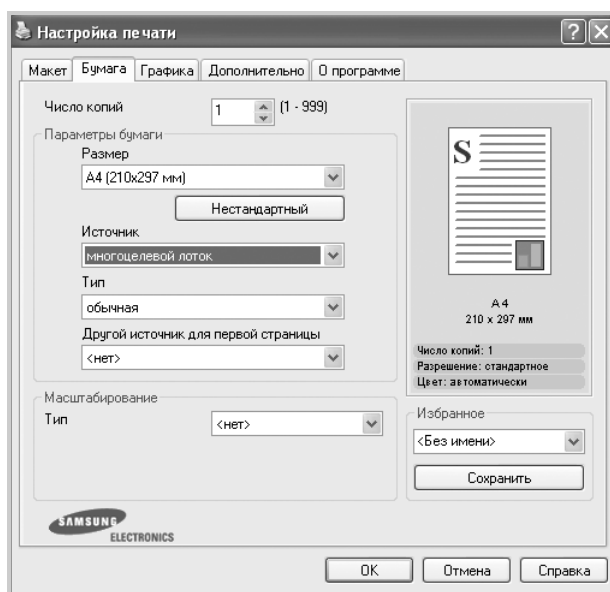 Настройка печати
Макет Бумага Графика Дополнительно О программе
Число копий 1 (1 - 999)
Параметры бумаги
Размер
A4 (210x297 мм)
Нестандартный
Источник
многоцелевой лоток
Тип
обычная
Другой источник для первой страницы
<нет>
Масштабирование
Тип <нет>
S
A4
210 x 297 мм
Число копий: 1
Разрешение: стандартное
Цвет: автоматически
Избранное
<Без имени>
Сохранить
SAMSUNG
ELECTRONICS
OK Отмена Справка